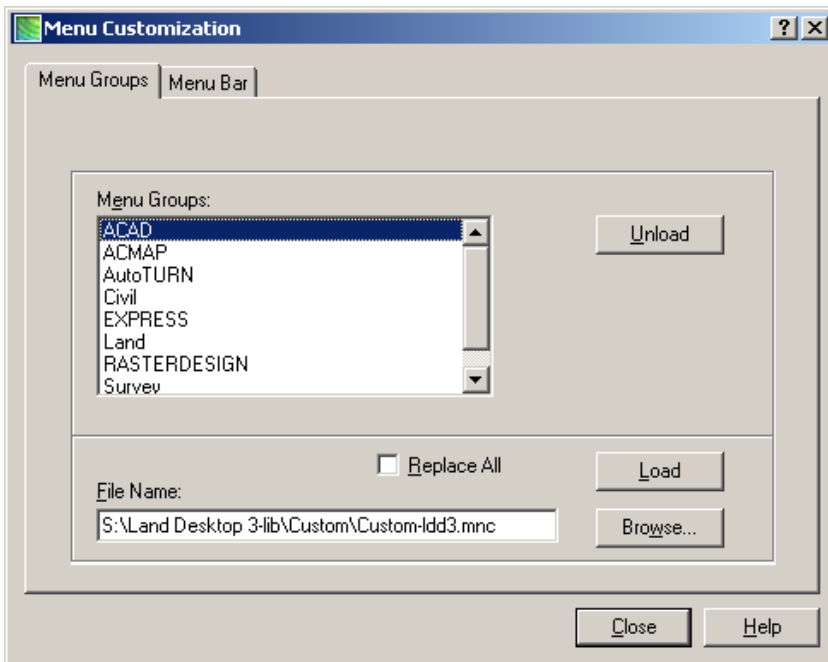 Menu Customization
Menu Groups
Menu Bar
Menu Groups:
ACAD
ACMAP
AutoTURN
Civil
EXPRESS
Land
RASTERDESIGN
Survey
Unload
Replace All
Load
File Name:
S:\Land Desktop 3-lib\Custom\Custom-ldd3.mnc
Browse...
Close
Help